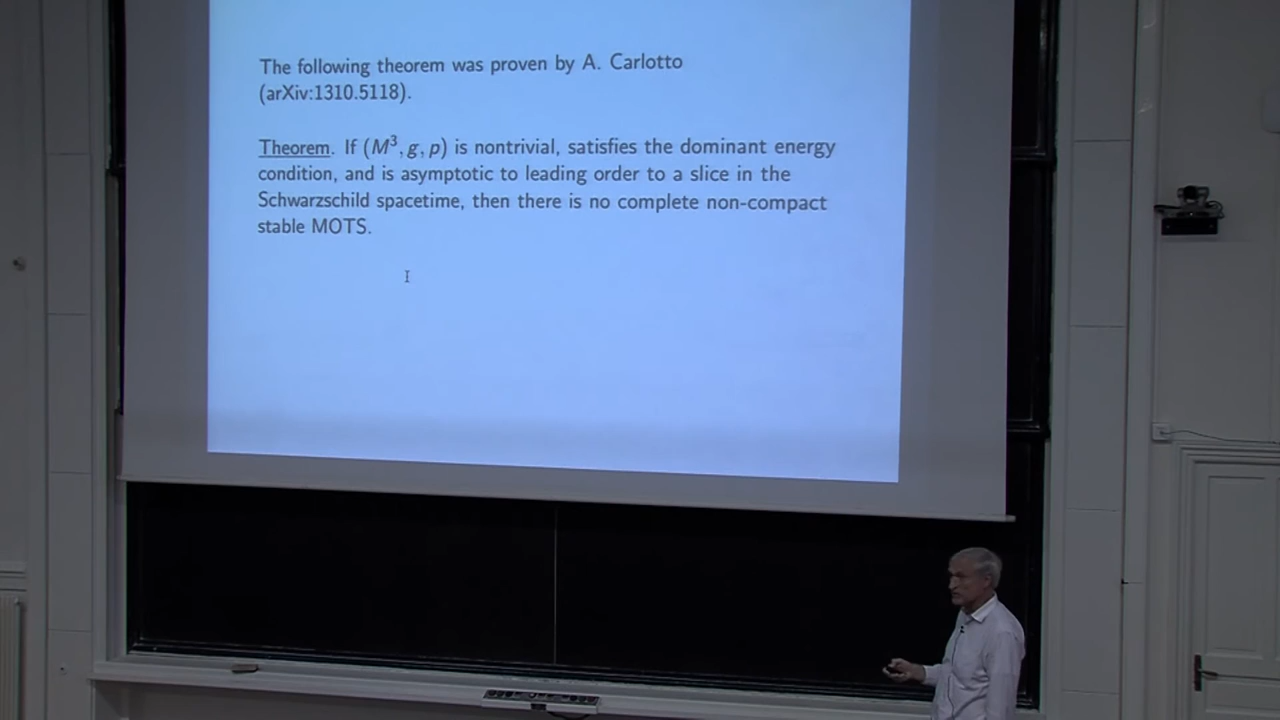 The following theorem was proven by A. Carlotto
(arXiv:1310.5118).
Theorem. If (M³, g, p) is nontrivial, satisfies the dominant energy
condition, and is asymptotic to leading order to a slice in the
Schwarzschild spacetime, then there is no complete non-compact
stable MOTS.